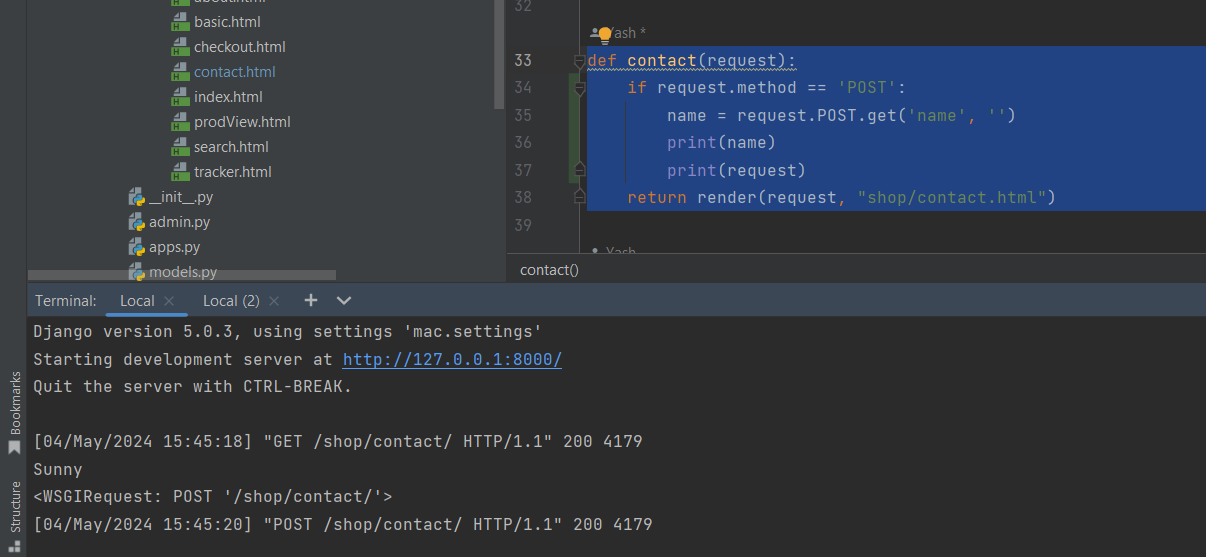 about.html
basic.html
checkout.html
contact.html
index.html
prodView.html
search.html
tracker.html
__init__.py
admin.py
apps.py
models.py
32
Yash *
33 def contact(request):
34 if request.method == 'POST':
35 name = request.POST.get('name', '')
36 print(name)
37 print(request)
38 return render(request, "shop/contact.html")
39
Yash
contact()
Terminal: Local × Local (2) × +
Django version 5.0.3, using settings 'mac.settings'
Starting development server at http://127.0.0.1:8000/
Quit the server with CTRL-BREAK.
[04/May/2024 15:45:18] "GET /shop/contact/ HTTP/1.1" 200 4179
Sunny
<WSGIRequest: POST '/shop/contact/'>
[04/May/2024 15:45:20] "POST /shop/contact/ HTTP/1.1" 200 4179
Bookmarks
Structure